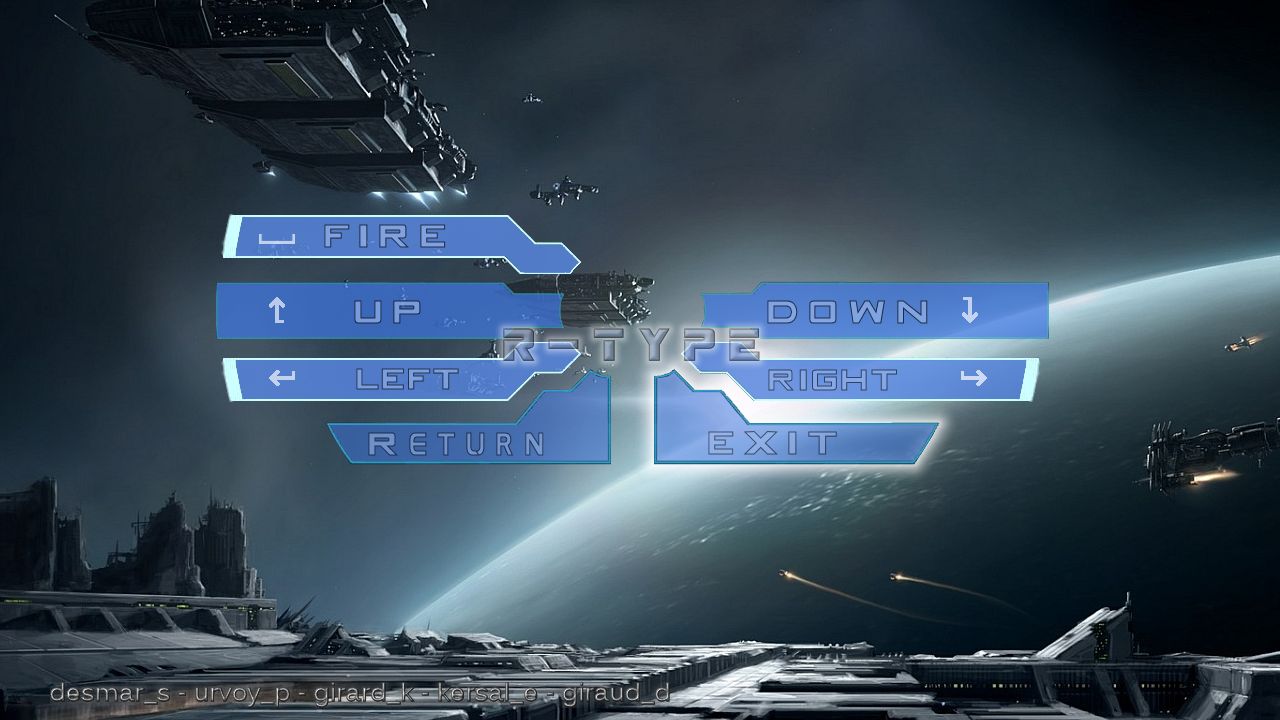 FIRE
UP
DOWN
R-TYPE
LEFT
RIGHT
RETURN
EXIT
desmar_s - urvoy_p - girard_k - kersal_e - giraud_d